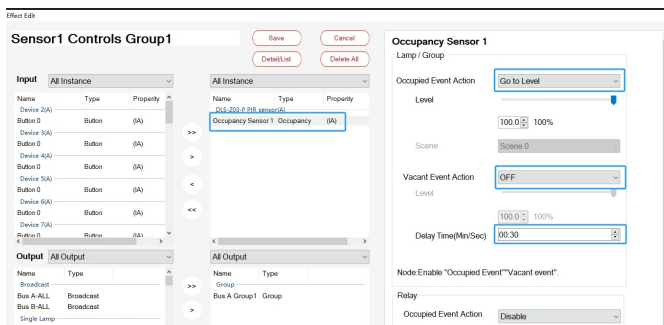 Effect Edit
Sensor1 Controls Group1
Save
Cancel
Detail/List
Delete All
Input
All Instance
Name Type Properity
Device 2(A)
Button 0 Button (IA)
Device 3(A)
Button 0 Button (IA)
Device 4(A)
Button 0 Button (IA)
Device 5(A)
Button 0 Button (IA)
Device 6(A)
Button 0 Button (IA)
Device 7(A)
Button 0 Button (IA)
>>
>
<
<<
All Instance
Name Type Properity
DLS-203-P PIR sensor(A)
Occupancy Sensor 1 Occupancy (IA)
Output
All Output
Name Type
Broadcast
Bus A-ALL Broadcast
Bus B-ALL Broadcast
Single Lamp
>>
>
All Output
Name Type
Group
Bus A Group1 Group
Occupancy Sensor 1
Lamp / Group
Occupied Event Action Go to Level
Level
100.0 100%
Scene Scene 0
Vacant Event Action OFF
Level
100.0 100%
Delay Time(Min/Sec) 00:30
Node:Enable "Occupied Event""Vacant event".
Relay
Occupied Event Action Disable